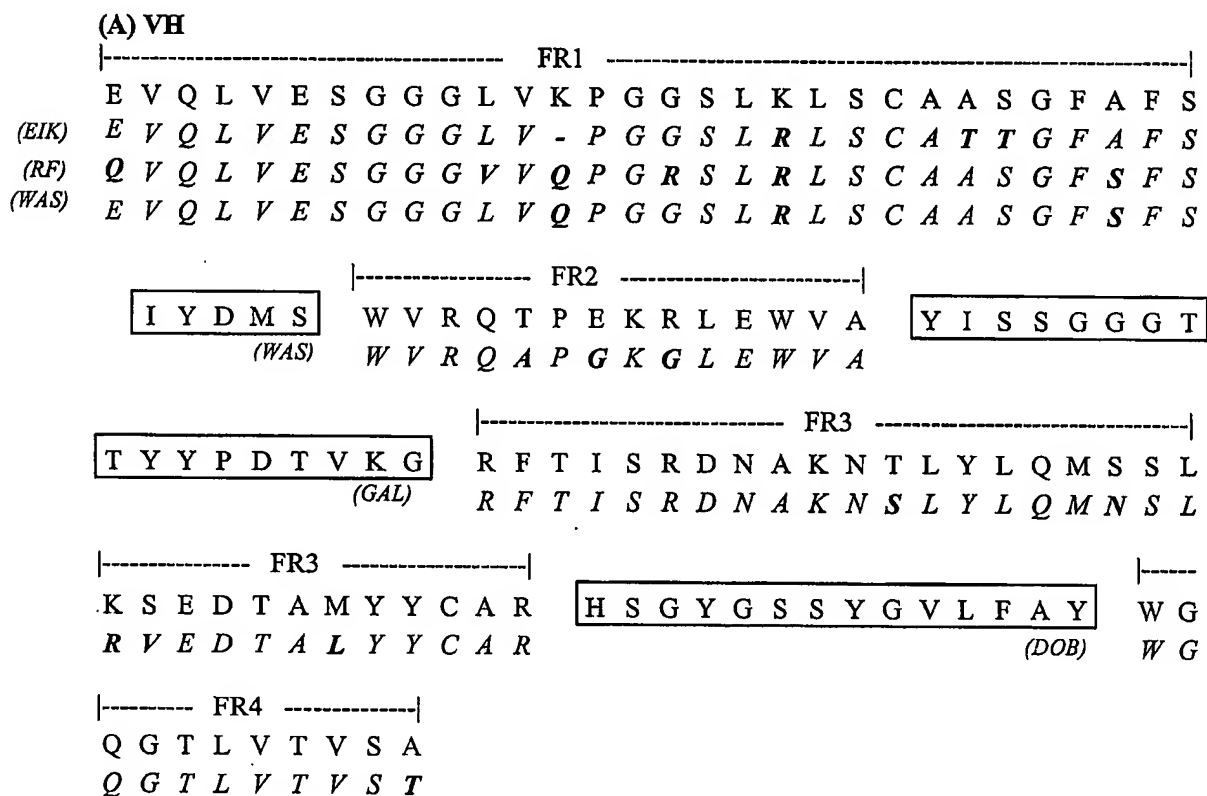 (A) VH
|--------------------------------------- FR1 ---------------------------------------|
E V Q L V E S G G G L V K P G G S L K L S C A A S G F A F S
(EIK) E V Q L V E S G G G L V - P G G S L R L S C A T T G F A F S
(RF) Q V Q L V E S G G G V V Q P G R S L R L S C A A S G F S F S
(WAS) E V Q L V E S G G G L V Q P G G S L R L S C A A S G F S F S
|---------------- FR2 ----------------|
I Y D M S W V R Q T P E K R L E W V A Y I S S G G G T
(WAS) W V R Q A P G K G L E W V A
|------------------------ FR3 ------------------------|
T Y Y P D T V K G R F T I S R D N A K N T L Y L Q M S S L
(GAL) R F T I S R D N A K N S L Y L Q M N S L
|--------------- FR3 ------------------| |------
K S E D T A M Y Y C A R H S G Y G S S Y G V L F A Y W G
R V E D T A L Y Y C A R (DOB) W G
|--------- FR4 -------------|
Q G T L V T V S A
Q G T L V T V S T